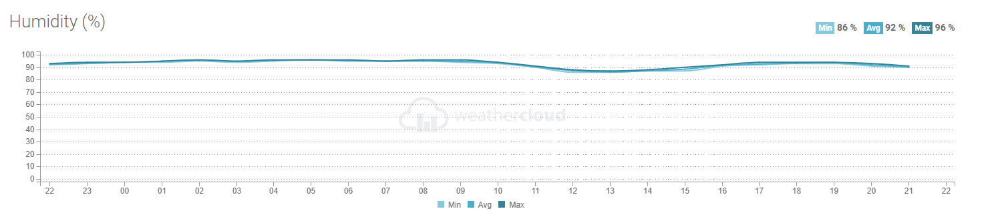 Humidity (%)
Min 86 % Avg 92 % Max 96 %
100
90
80
70
60
50
40
30
20
10
0
weathercloud
22 23 00 01 02 03 04 05 06 07 08 09 10 11 12 13 14 15 16 17 18 19 20 21 22
Min Avg Max